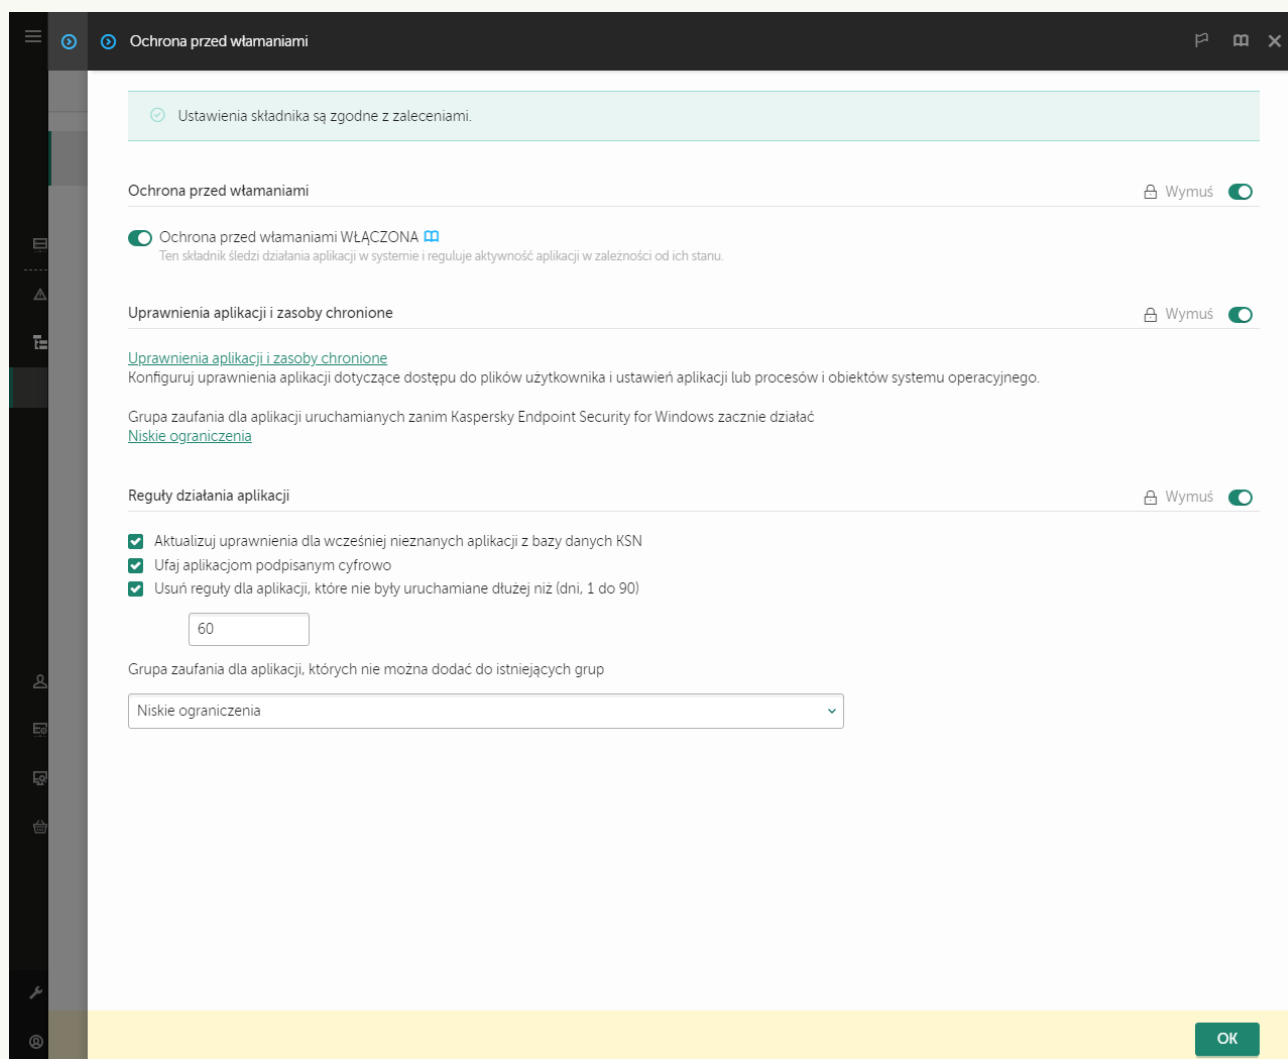 Ochrona przed włamaniami
Ustawienia składnika są zgodne z zaleceniami.
Ochrona przed włamaniami
Wymuś
Ochrona przed włamaniami WŁĄCZONA
Ten składnik śledzi działania aplikacji w systemie i reguluje aktywność aplikacji w zależności od ich stanu.
Uprawnienia aplikacji i zasoby chronione
Wymuś
Uprawnienia aplikacji i zasoby chronione
Konfiguruj uprawnienia aplikacji dotyczące dostępu do plików użytkownika i ustawień aplikacji lub procesów i obiektów systemu operacyjnego.
Grupa zaufania dla aplikacji uruchamianych zanim Kaspersky Endpoint Security for Windows zacznie działać
Niskie ograniczenia
Reguły działania aplikacji
Wymuś
Aktualizuj uprawnienia dla wcześniej nieznanych aplikacji z bazy danych KSN
Ufaj aplikacjom podpisanym cyfrowo
Usuń reguły dla aplikacji, które nie były uruchamiane dłużej niż (dni, 1 do 90)
60
Grupa zaufania dla aplikacji, których nie można dodać do istniejących grup
Niskie ograniczenia
OK